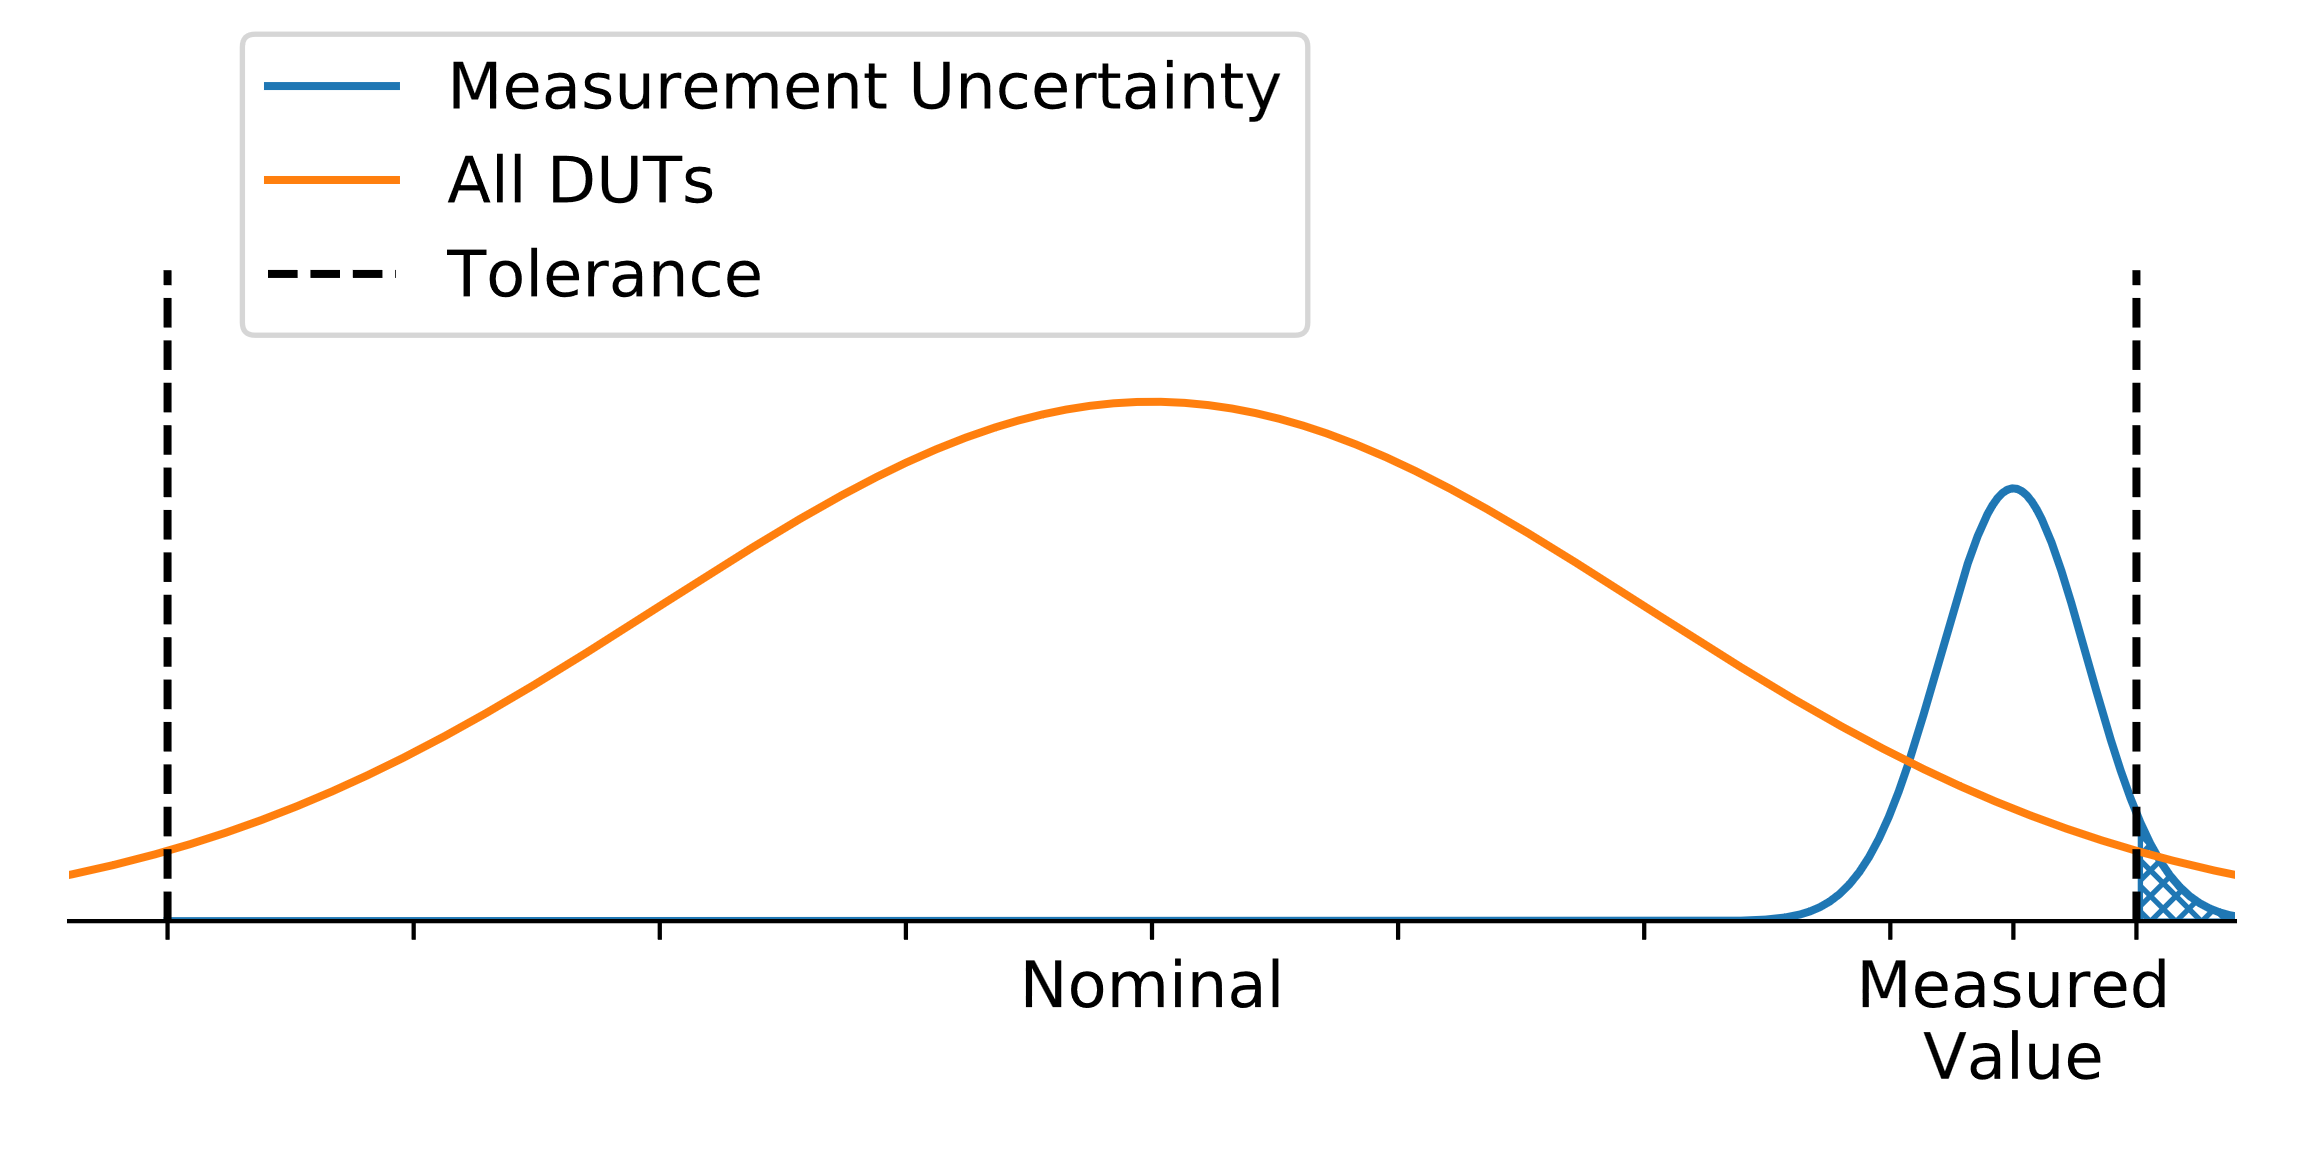 Measurement Uncertainty
All DUTs
Tolerance
Nominal
Measured
Value